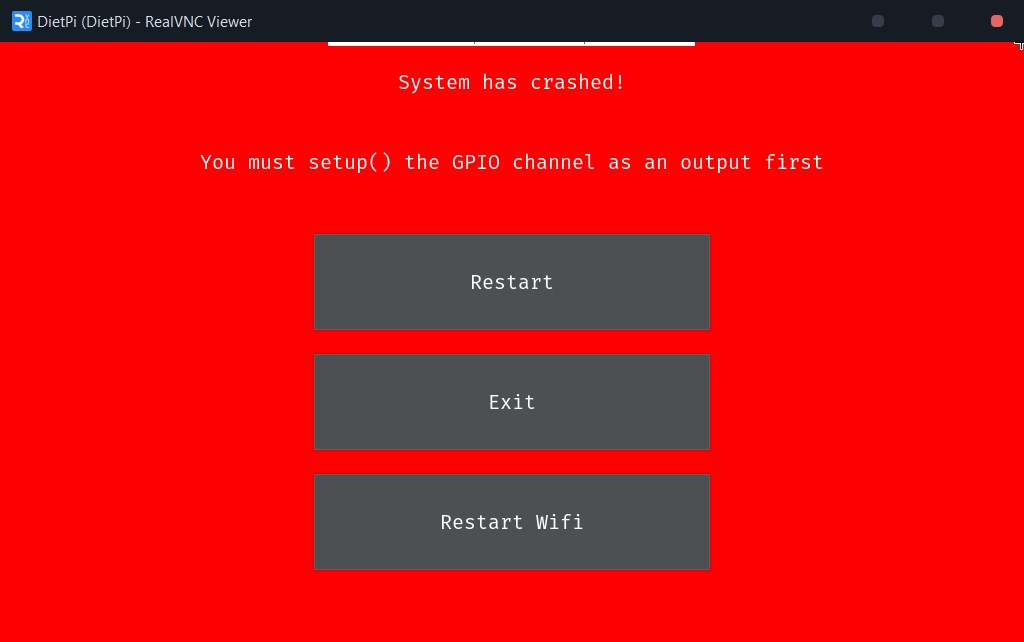 DietPi (DietPi) - RealVNC Viewer
System has crashed!
You must setup() the GPIO channel as an output first
Restart
Exit
Restart Wifi